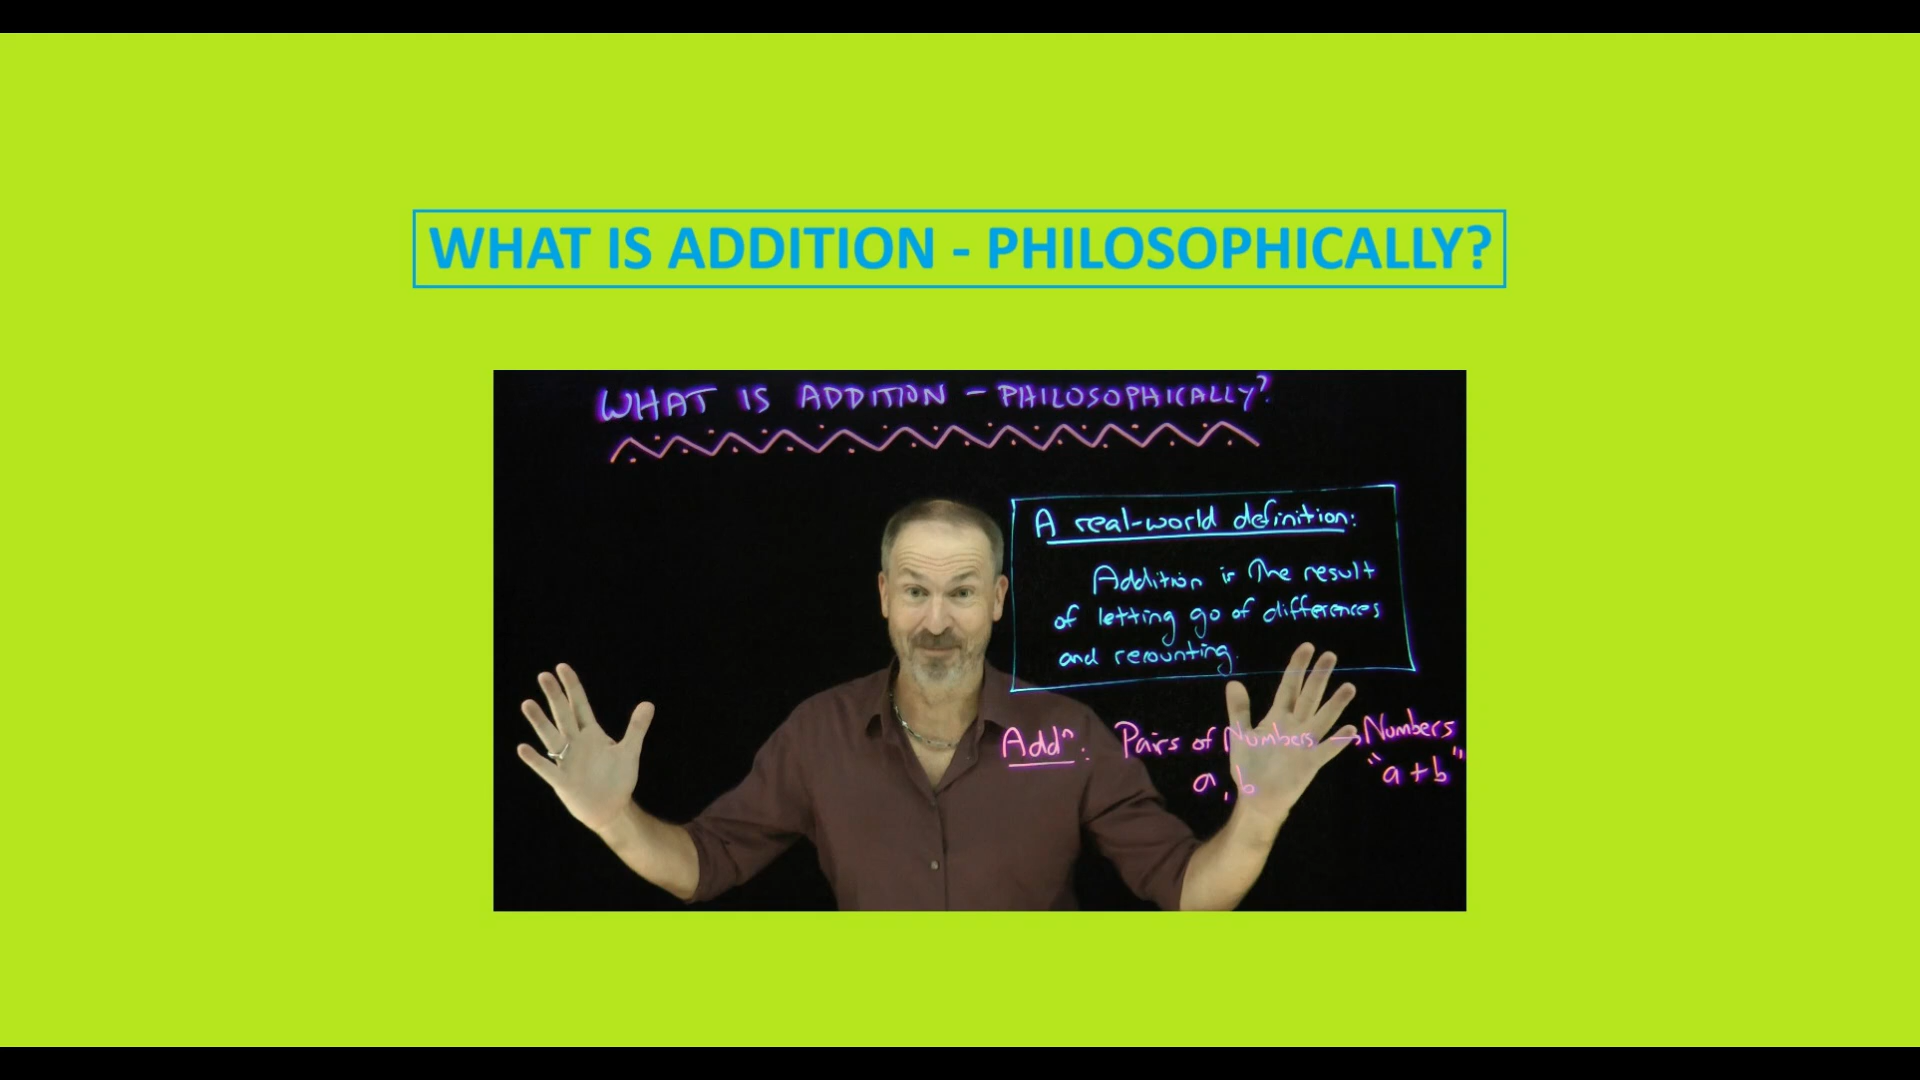 WHAT IS ADDITION - PHILOSOPHICALLY?
WHAT IS ADDITION - PHILOSOPHICALLY?
A real-world definition:
Addition is the result
of letting go of differences
and recounting.
Addⁿ: Pairs of Numbers → Numbers
a, b "a+b"